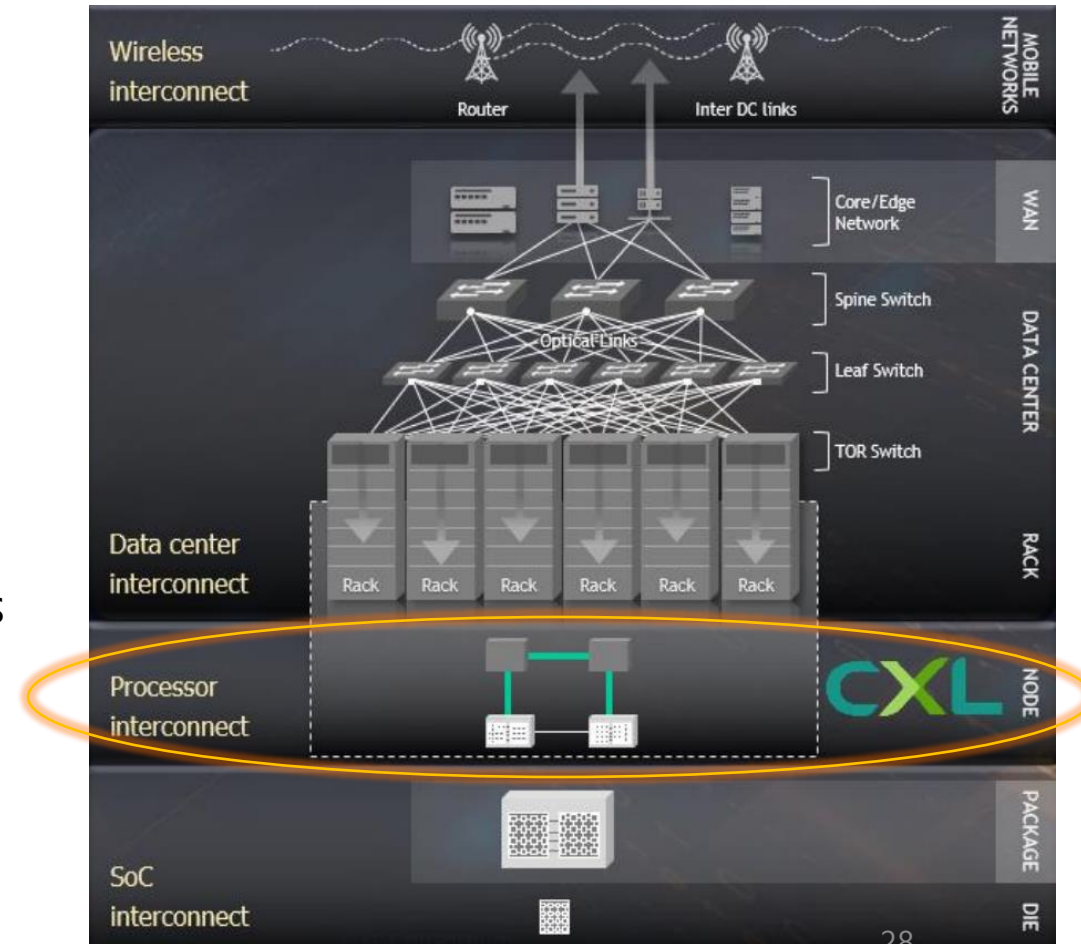 Wireless
interconnect
Router
Inter DC links
MOBILE
NETWORKS
WAN
Core/Edge
Network
Spine Switch
Optical Links
Leaf Switch
DATA CENTER
TOR Switch
Data center
interconnect
Rack
Rack
Rack
Rack
Rack
Rack
RACK
s
Processor
interconnect
CXL
NODE
PACKAGE
SoC
interconnect
DIE
28